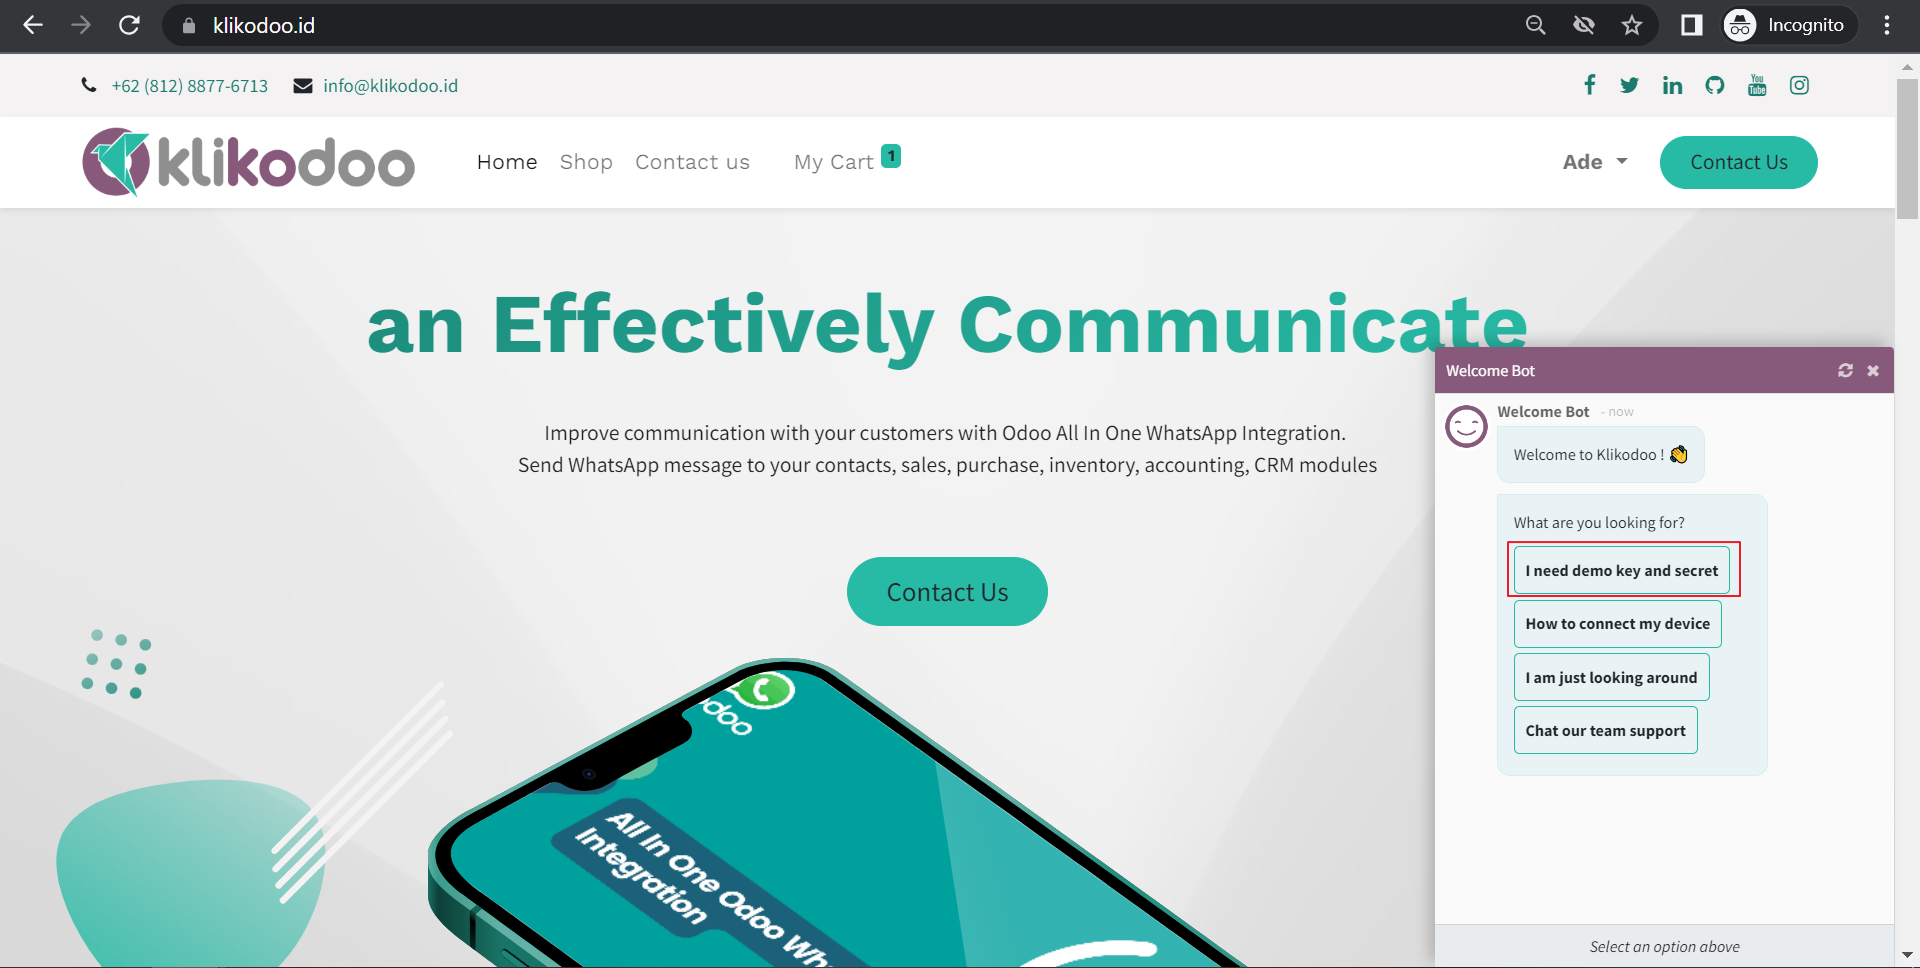 klikodoo.id
Incognito
+62 (812) 8877-6713
info@klikodoo.id
You
Tube
klikodoo
Home
Shop
Contact us
My Cart 1
Ade
Contact Us
an Effectively Communicate
Improve communication with your customers with Odoo All In One WhatsApp Integration.
Send WhatsApp message to your contacts, sales, purchase, inventory, accounting, CRM modules
Contact Us
doo
All In One Odoo Wh
Integration
Welcome Bot
Welcome Bot - now
Welcome to Klikodoo !
What are you looking for?
I need demo key and secret
How to connect my device
I am just looking around
Chat our team support
Select an option above